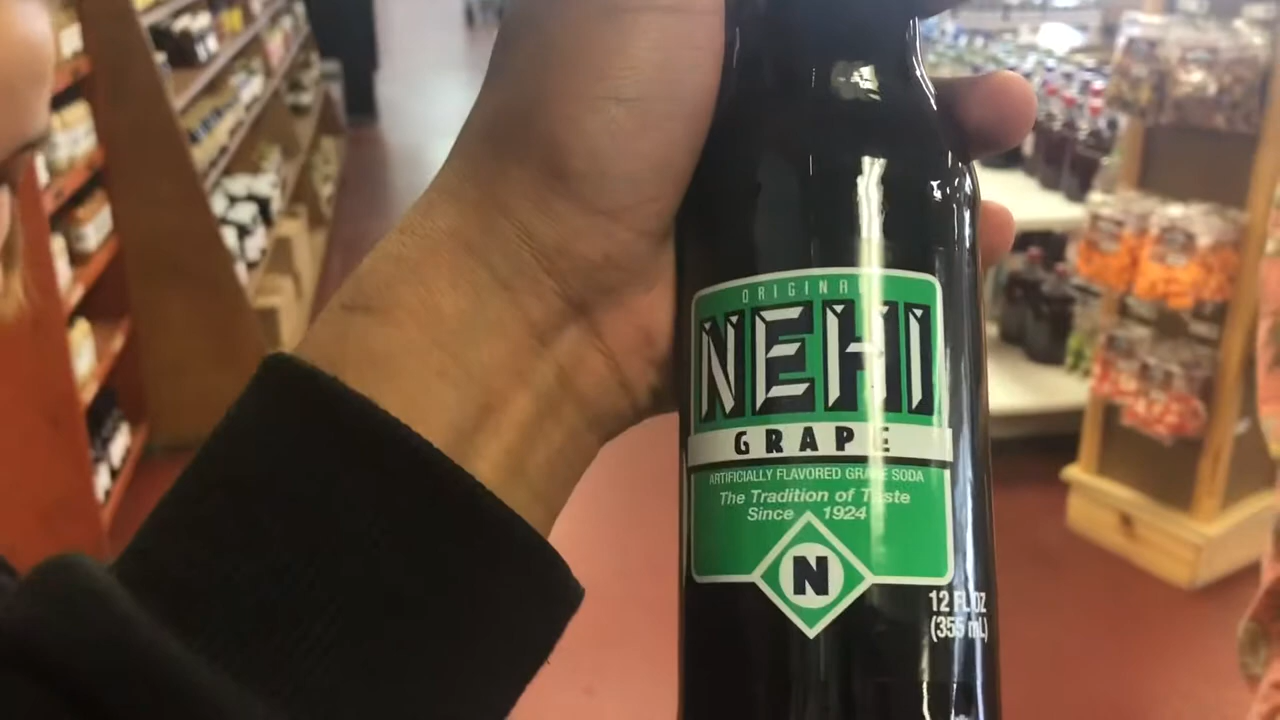 ORIGINAL
NEHI
GRAPE
ARTIFICIALLY FLAVORED GRAPE SODA
The Tradition of Taste
Since 1924
N
12 FL OZ
(355 mL)